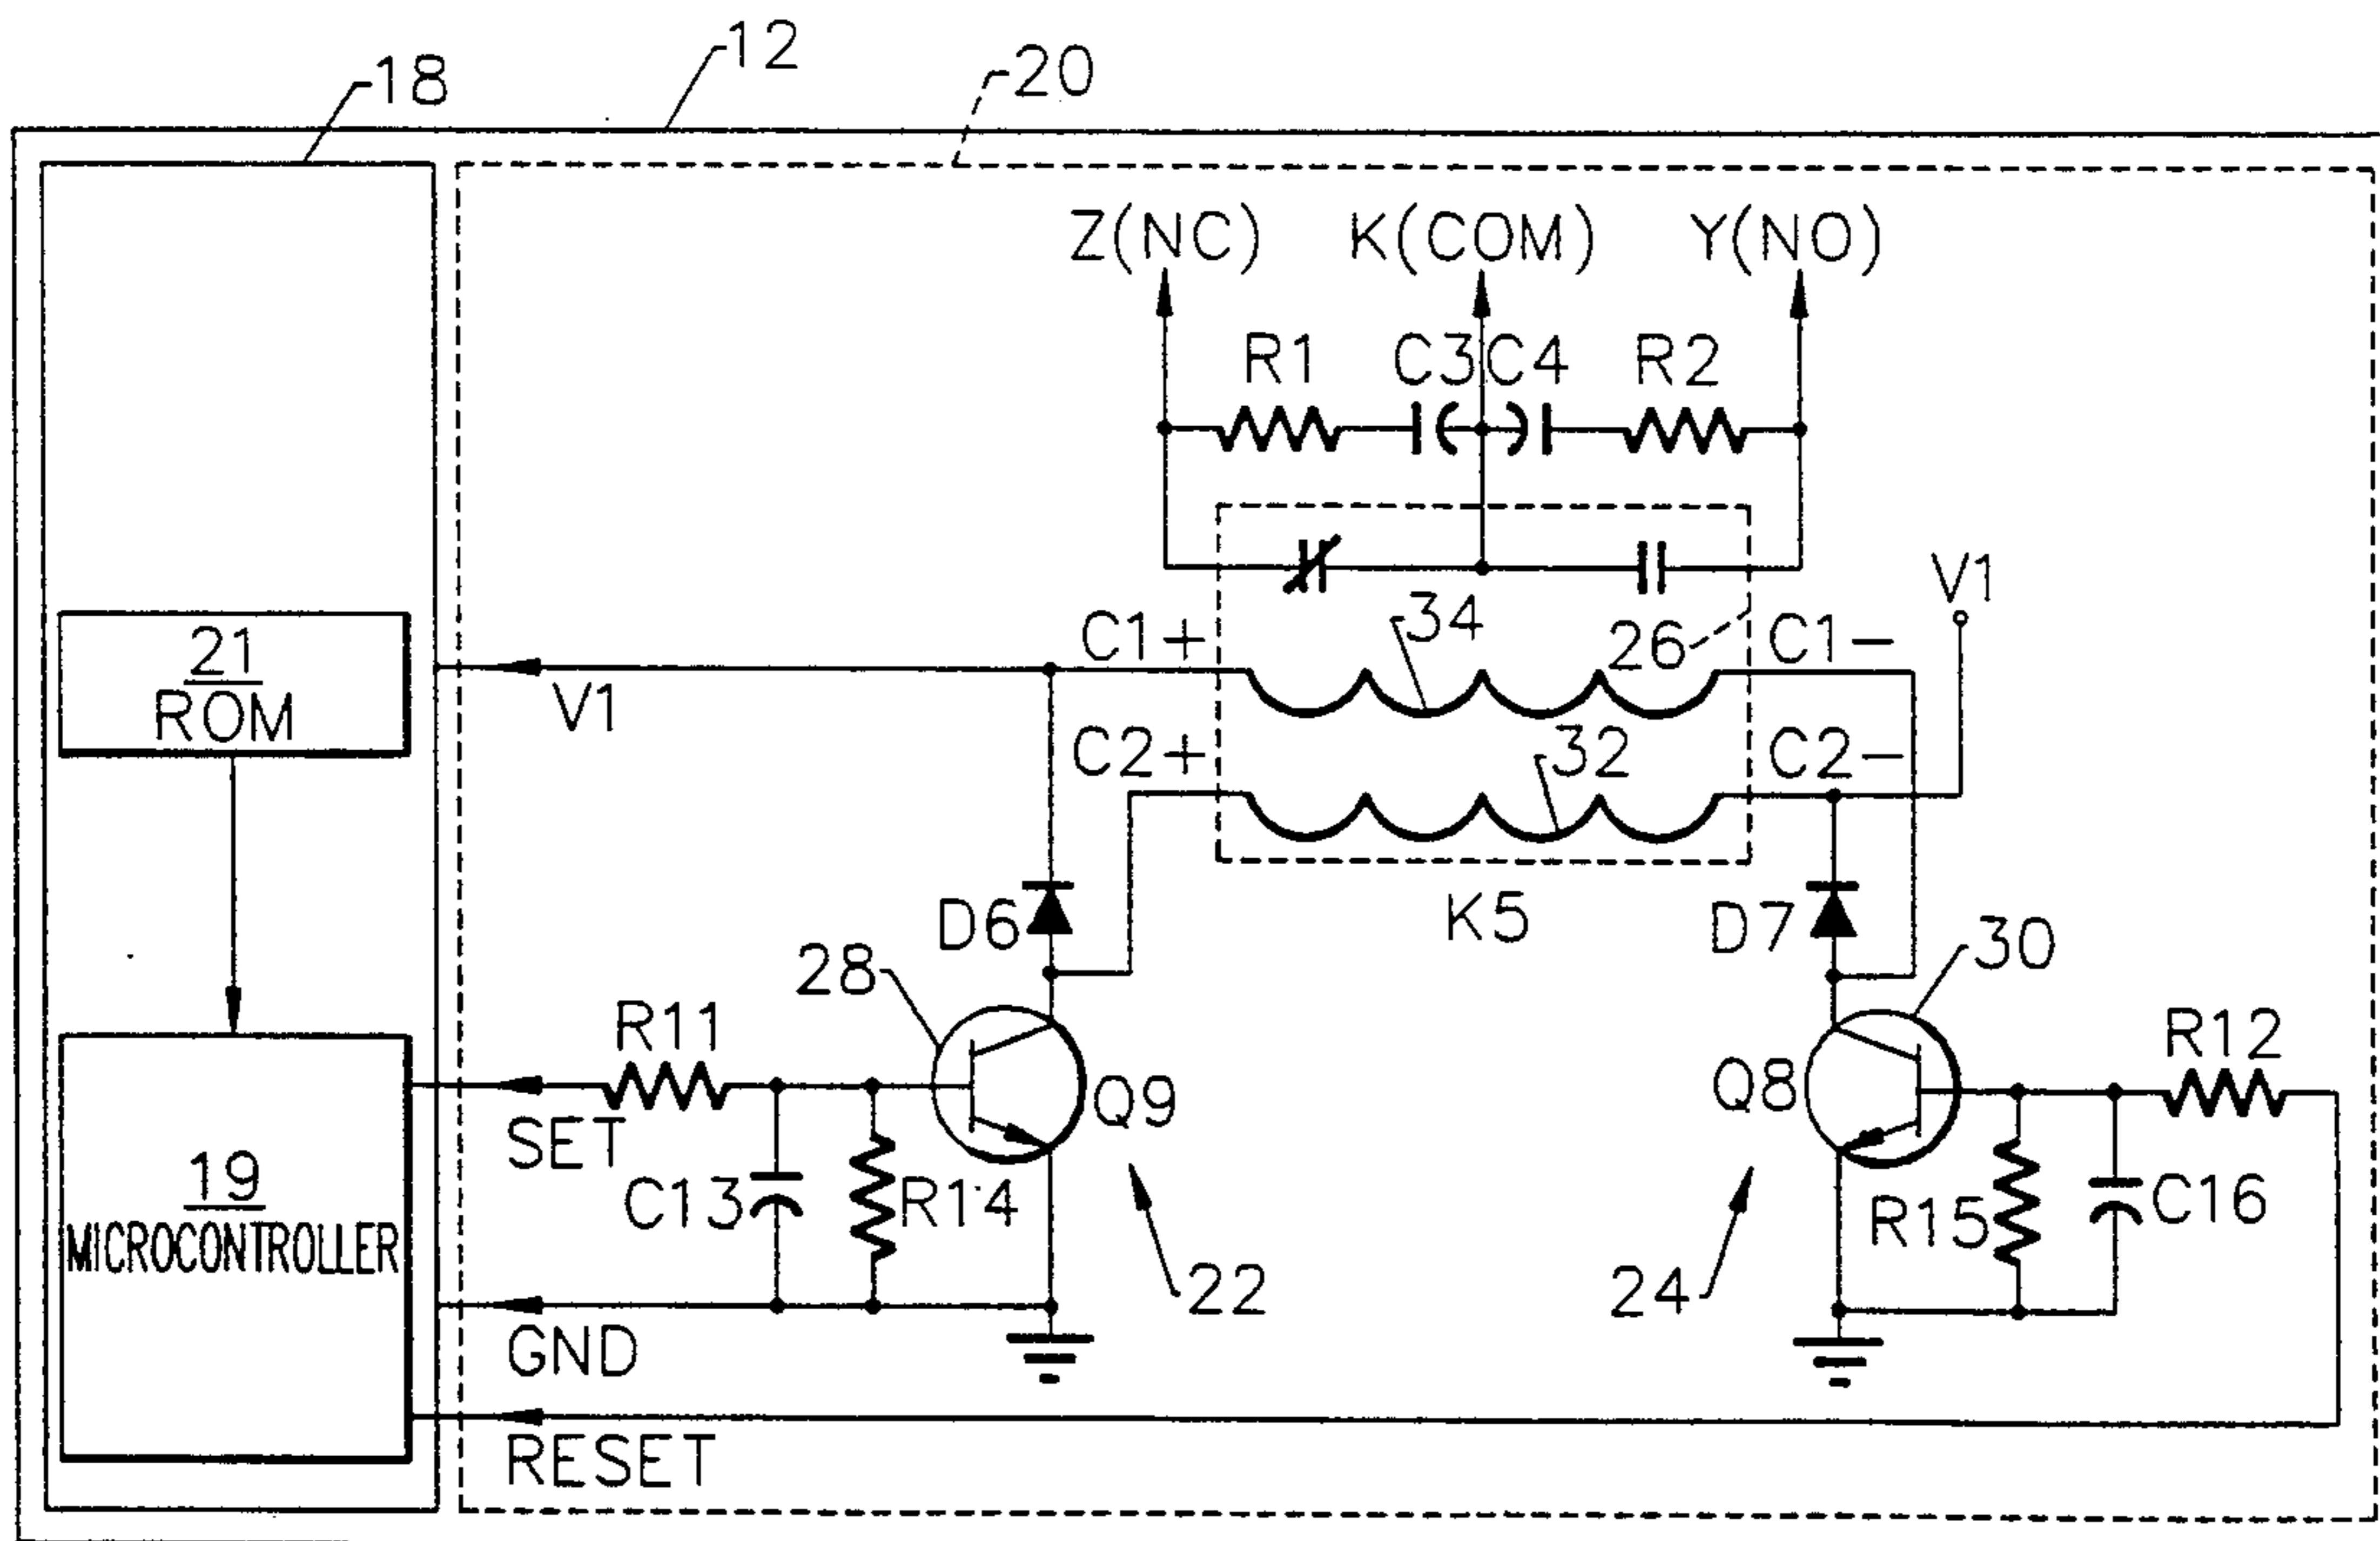 12
18
20
Z(NC) K(COM) Y(NO)
R1 C3 C4 R2
V1
C1+ 34 26 C1-
21
ROM
V1
C2+ 32 C2-
D6 K5 D7
28 30
R11 R12
Q9 Q8
SET
19
MICROCONTROLLER
C13 R14 R15 C16
22 24
GND
RESET